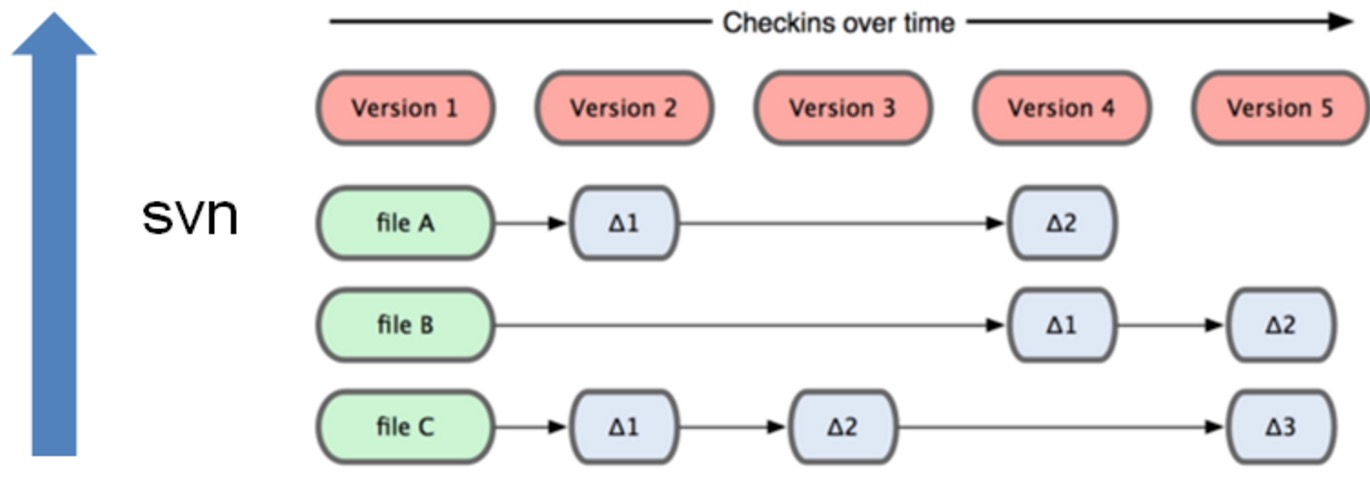 Checkins over time
Version 1 Version 2 Version 3 Version 4 Version 5
svn
file A Δ1 Δ2
file B Δ1 Δ2
file C Δ1 Δ2 Δ3